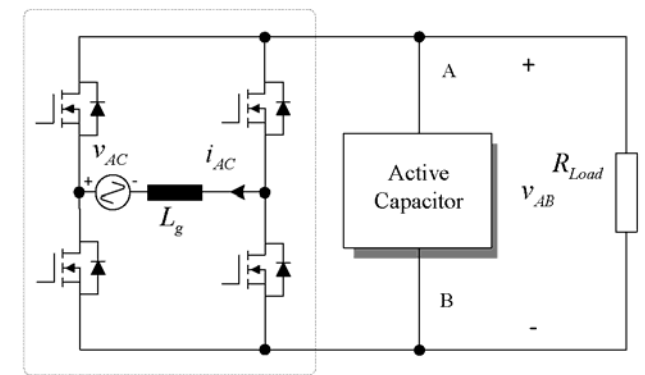 A
+
v_AC
i_AC
+ -
L_g
Active
Capacitor
v_AB
R_Load
B
-